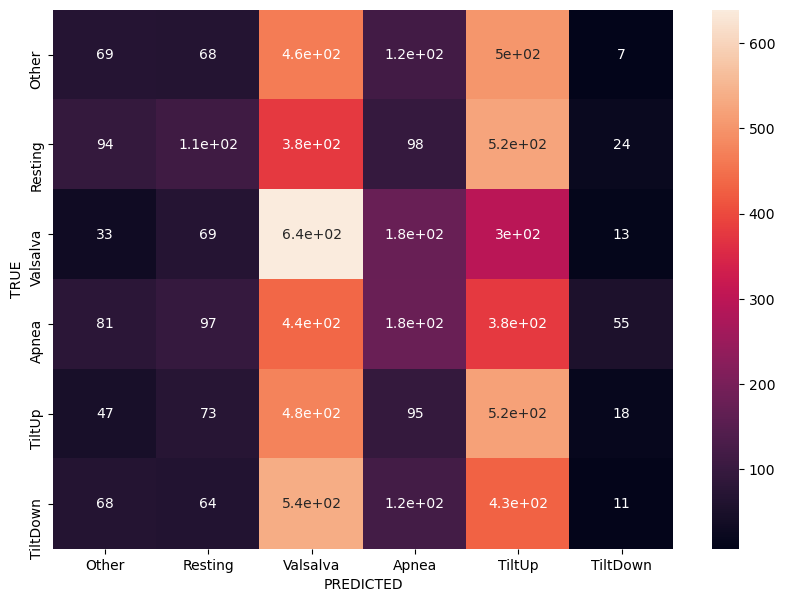 Other 69 68 4.6e+02 1.2e+02 5e+02 7
Resting 94 1.1e+02 3.8e+02 98 5.2e+02 24
Valsalva 33 69 6.4e+02 1.8e+02 3e+02 13
Apnea 81 97 4.4e+02 1.8e+02 3.8e+02 55
TiltUp 47 73 4.8e+02 95 5.2e+02 18
TiltDown 68 64 5.4e+02 1.2e+02 4.3e+02 11
TRUE
Other Resting Valsalva Apnea TiltUp TiltDown
PREDICTED
600
500
400
300
200
100